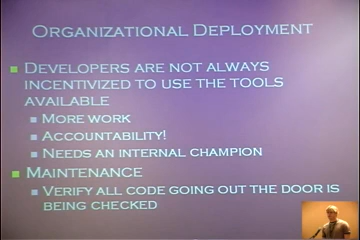 ORGANIZATIONAL DEPLOYMENT
DEVELOPERS ARE NOT ALWAYS
INCENTIVIZED TO USE THE TOOLS
AVAILABLE
MORE WORK
ACCOUNTABILITY!
NEEDS AN INTERNAL CHAMPION
MAINTENANCE
VERIFY ALL CODE GOING OUT THE DOOR IS
BEING CHECKED